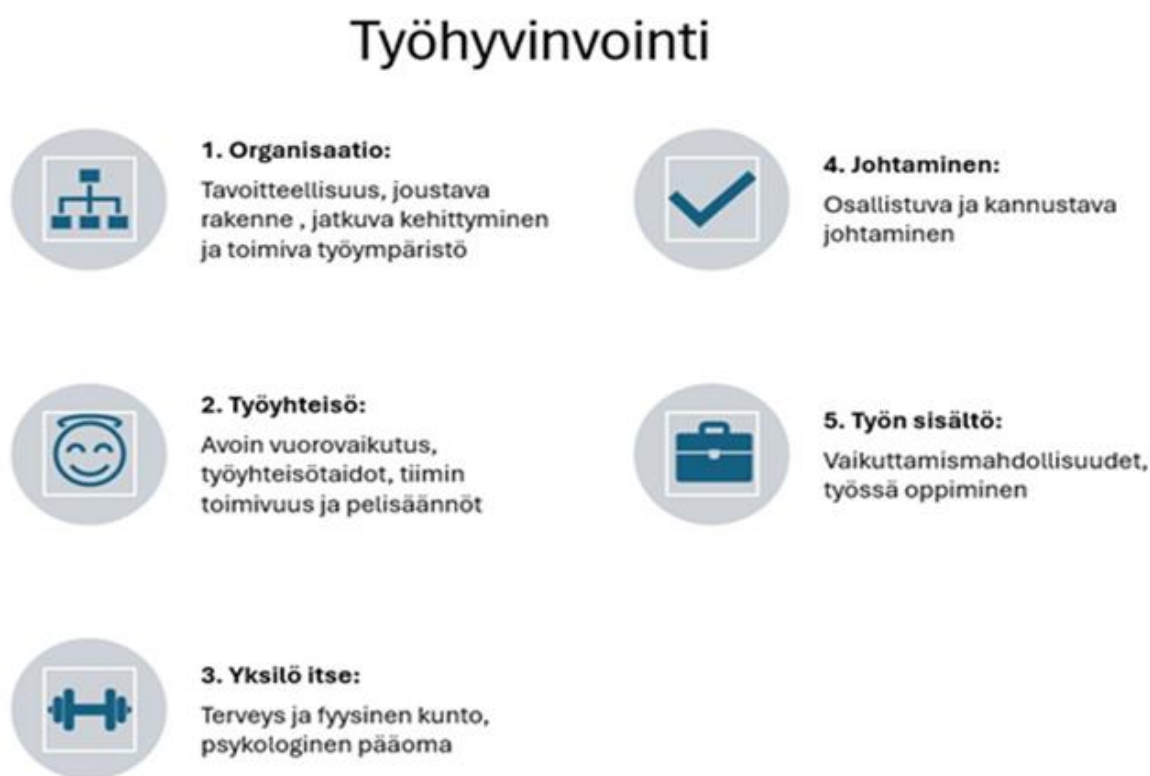 Työhyvinvointi
1. Organisaatio:
Tavoitteellisuus, joustava
rakenne , jatkuva kehittyminen
ja toimiva työympäristö
2. Työyhteisö:
Avoin vuorovaikutus,
työyhteisötaidot, tiimin
toimivuus ja pelisäännöt
3. Yksilö itse:
Terveys ja fyysinen kunto,
psykologinen pääoma
4. Johtaminen:
Osallistuva ja kannustava
johtaminen
5. Työn sisältö:
Vaikuttamismahdollisuudet,
työssä oppiminen